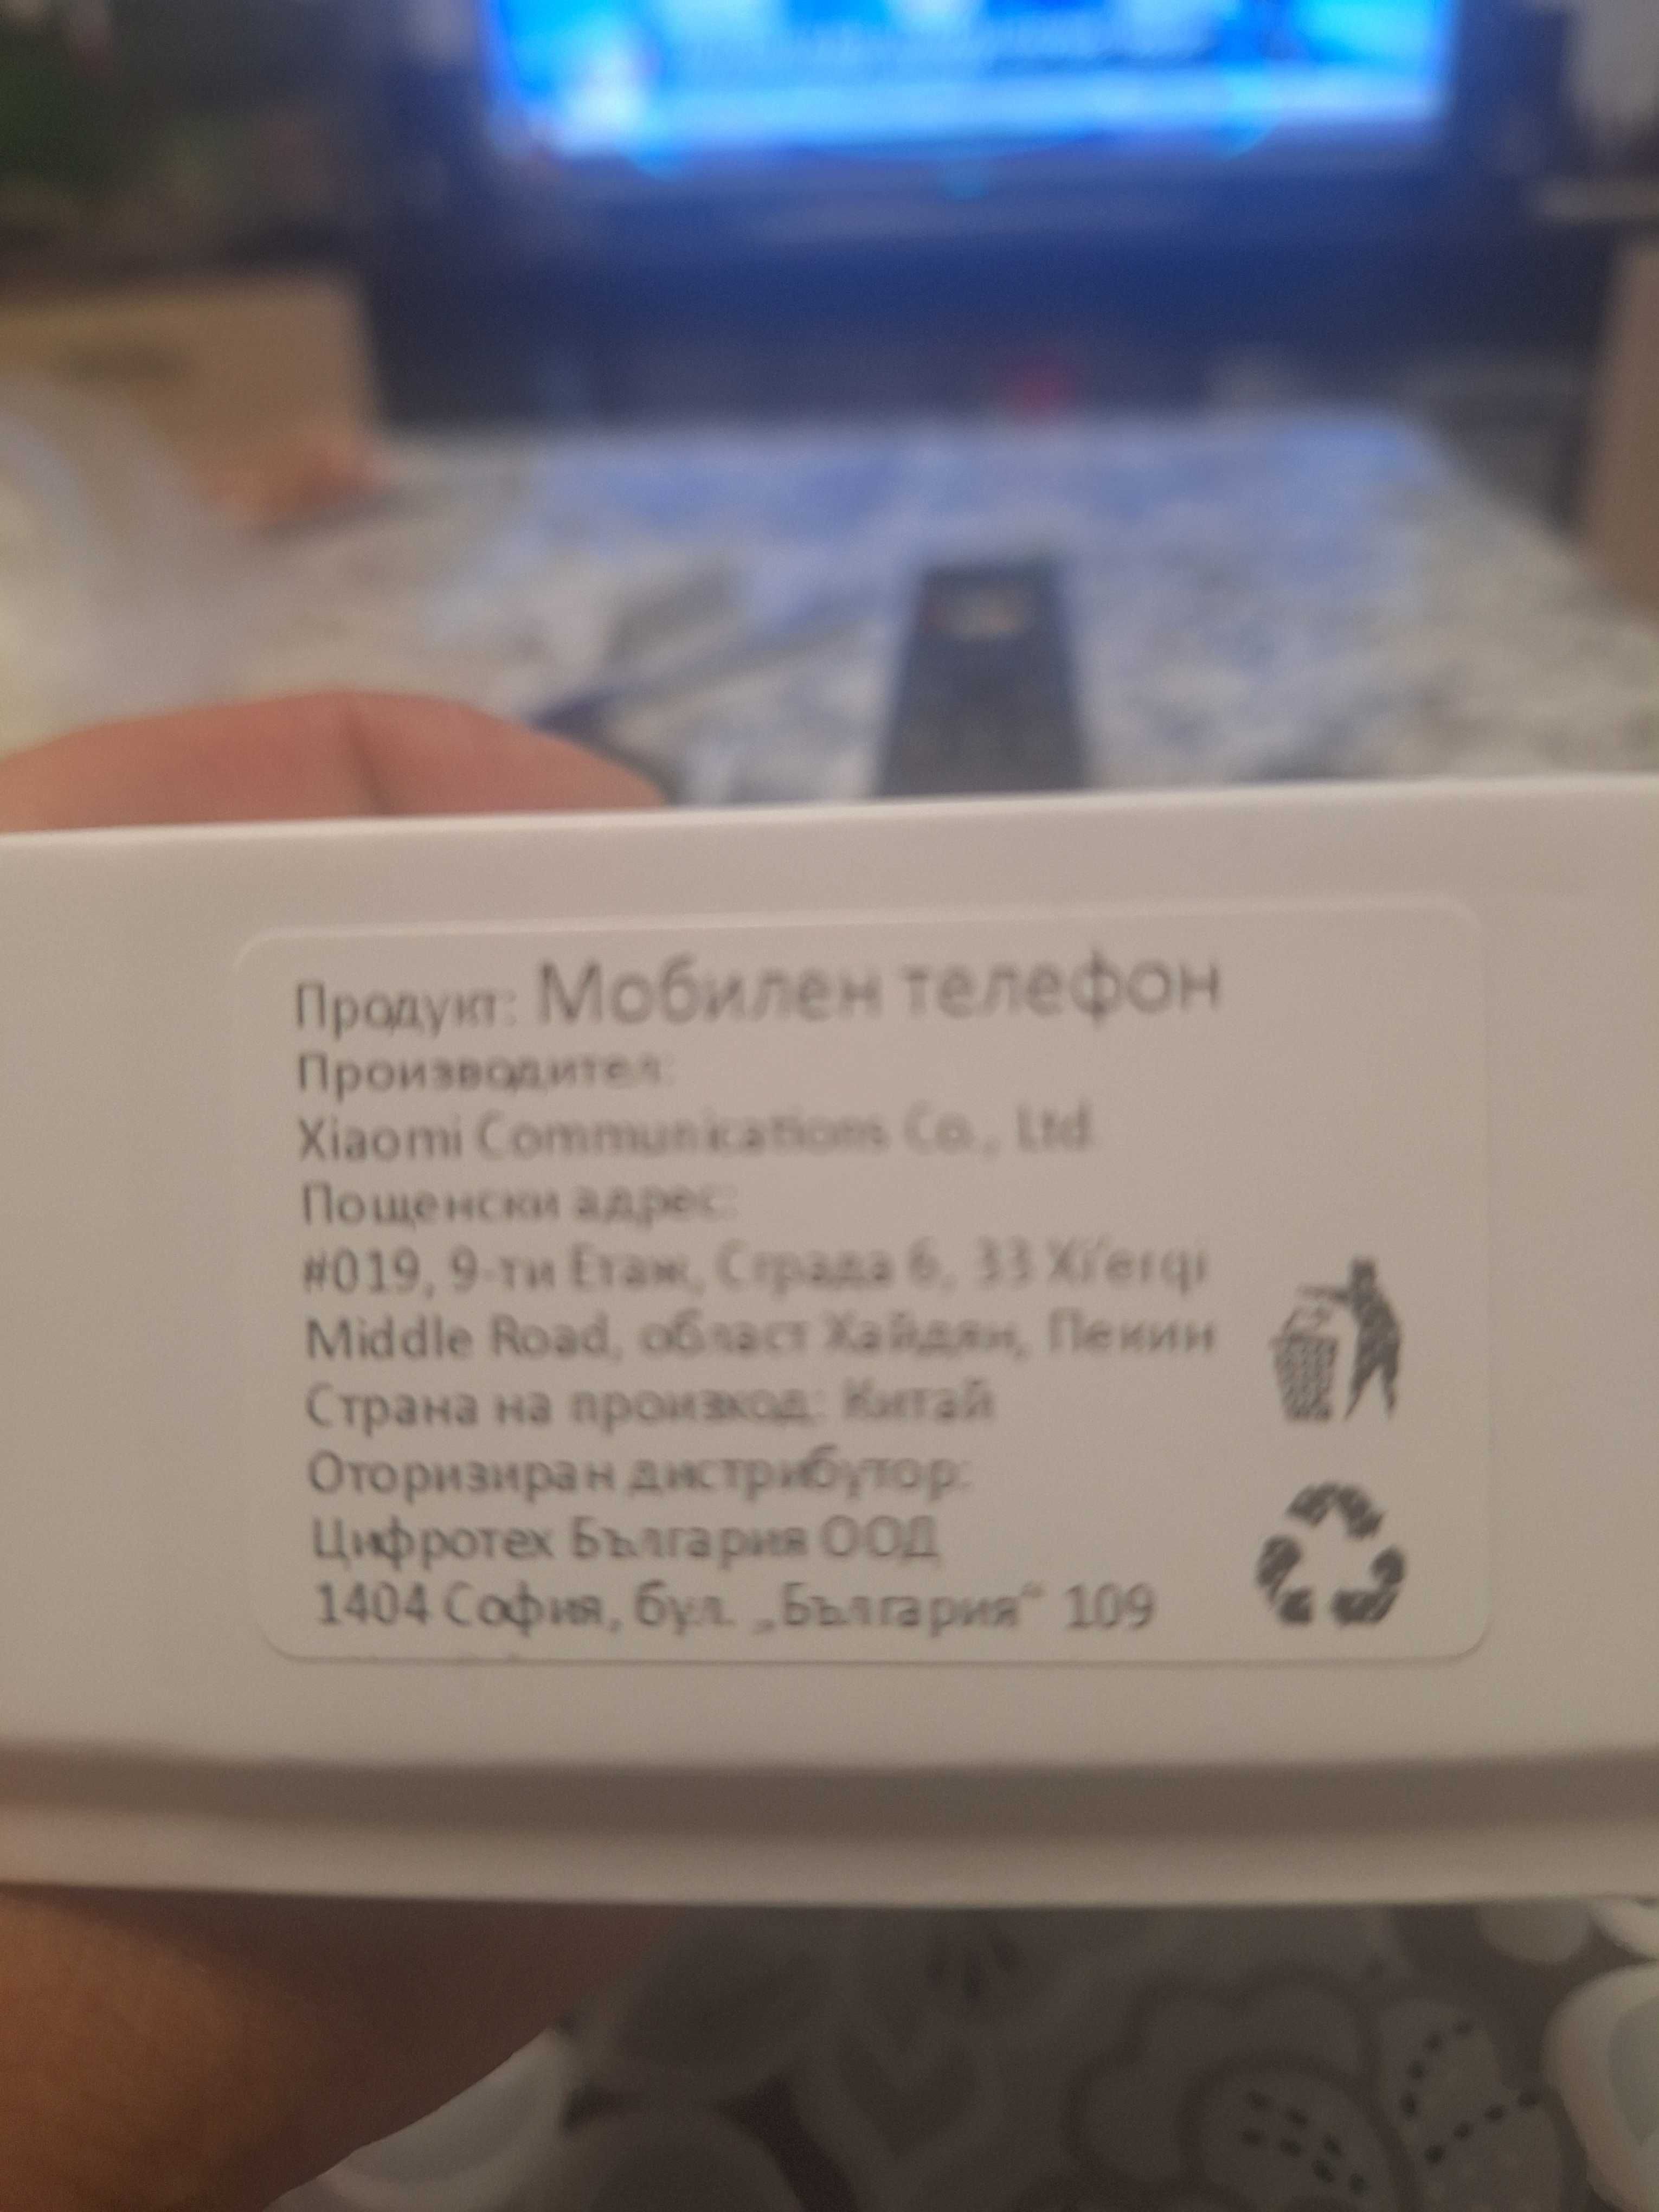 Продукт: Мобилен телефон
Производител:
Xiaomi Communications Co., Ltd.
Пощенски адрес:
#019, 9-ти Етаж, Сграда 6, 33 Xi'erqi
Middle Road, област Хайдян, Пекин
Страна на произход: Китай
Оторизиран дистрибутор:
Цифротех България ООД
1404 София, бул. „България“ 109